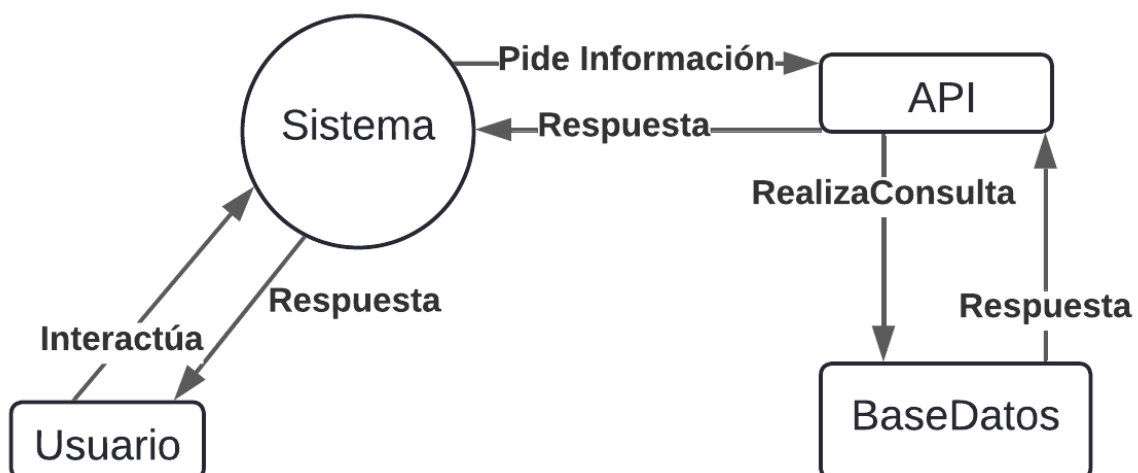 Pide Información
Sistema
API
Respuesta
RealizaConsulta
Respuesta
Respuesta
Interactúa
BaseDatos
Usuario